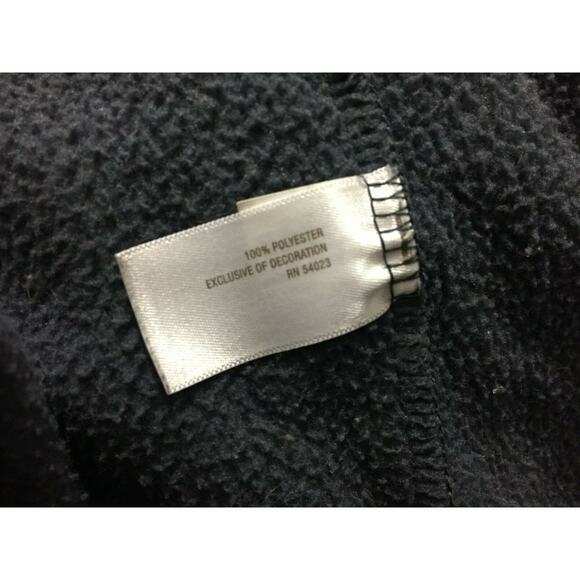 100% POLYESTER
EXCLUSIVE OF DECORATION
RN 54023